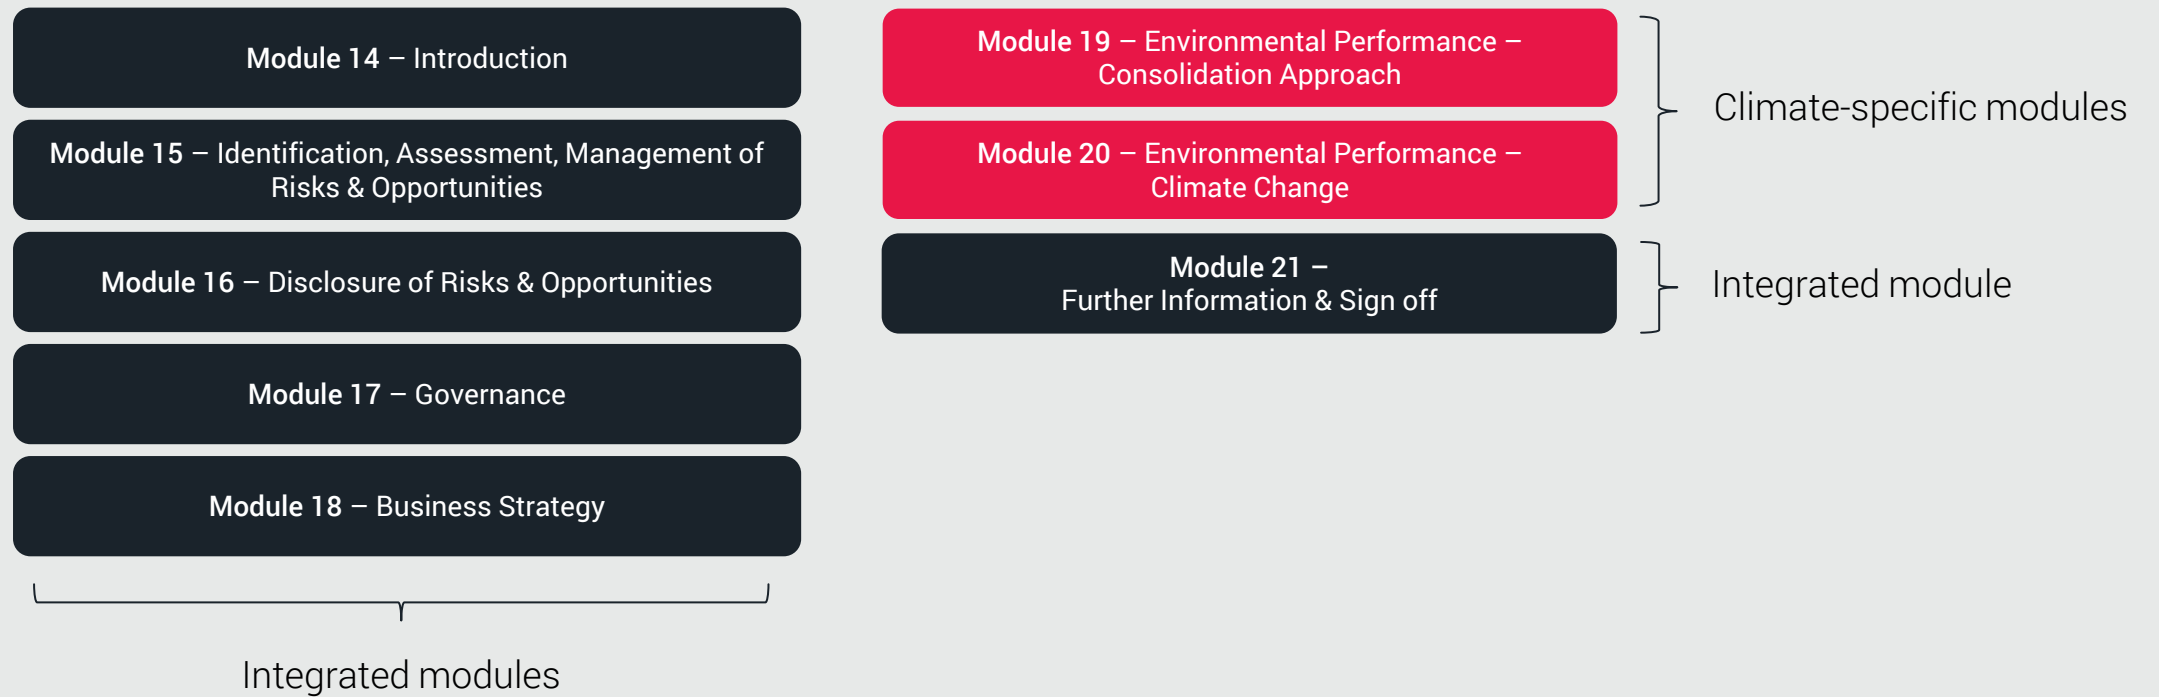 Module 14 – Introduction
Module 15 – Identification, Assessment, Management of
Risks & Opportunities
Module 16 – Disclosure of Risks & Opportunities
Module 17 – Governance
Module 18 – Business Strategy
Integrated modules
Module 19 – Environmental Performance –
Consolidation Approach
Module 20 – Environmental Performance –
Climate Change
Climate-specific modules
Module 21 –
Further Information & Sign off
Integrated module